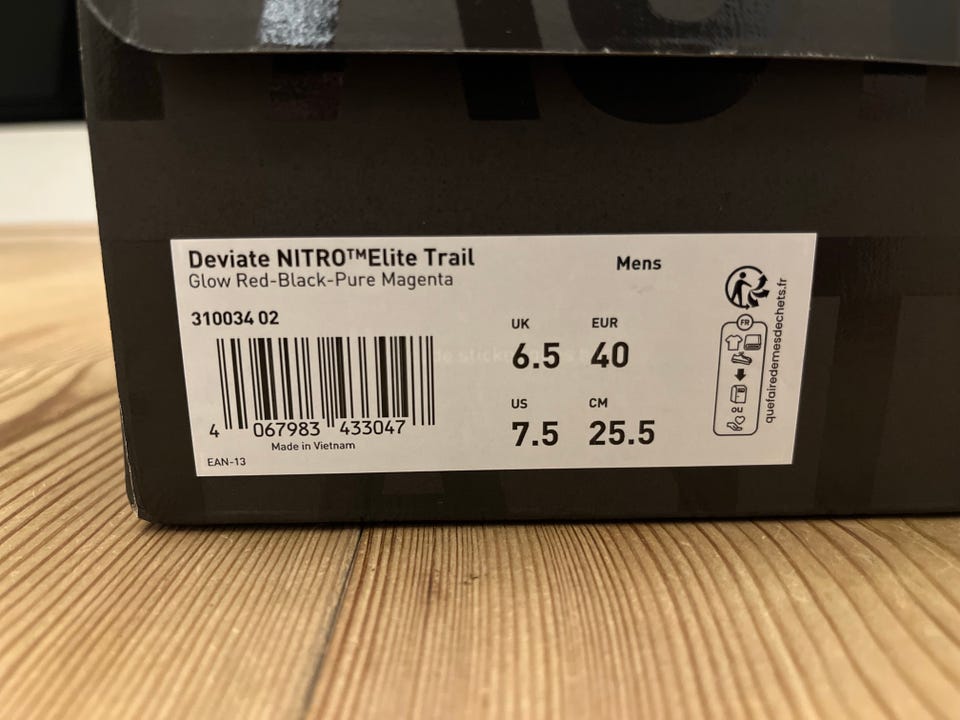 Deviate NITRO™Elite Trail
Glow Red-Black-Pure Magenta
Mens
310034 02
UK EUR
6.5 40
US CM
7.5 25.5
4 067983 433047
Made in Vietnam
EAN-13
FR
OU
quefairedemesdechets.fr